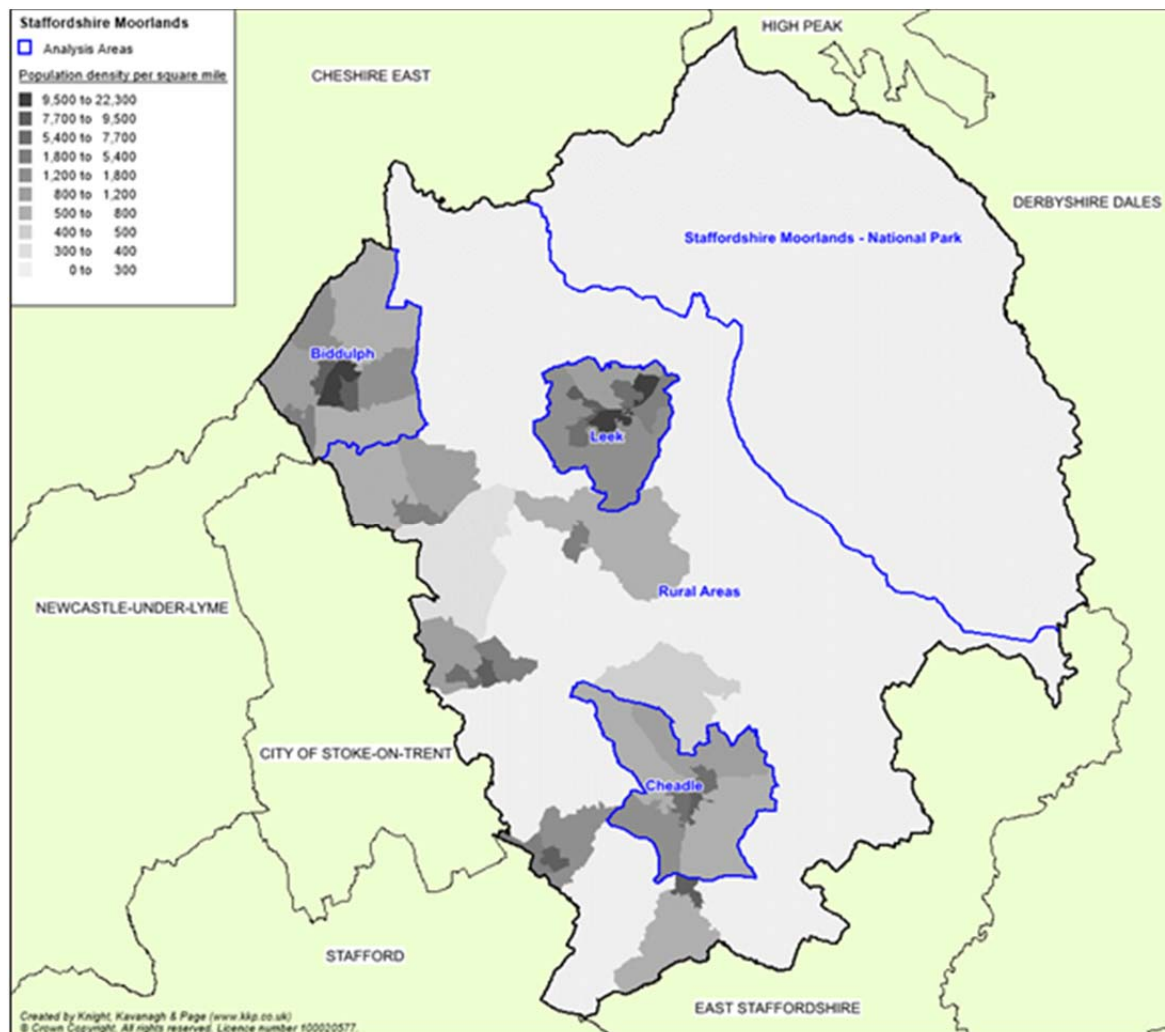 Staffordshire Moorlands
Analysis Areas
Population density per square mile
9,500 to 22,300
7,700 to 9,500
5,400 to 7,700
1,800 to 5,400
1,200 to 1,800
800 to 1,200
500 to 800
400 to 500
300 to 400
0 to 300
HIGH PEAK
CHESHIRE EAST
DERBYSHIRE DALES
Staffordshire Moorlands - National Park
Biddulph
Leek
Rural Areas
NEWCASTLE-UNDER-LYME
CITY OF STOKE-ON-TRENT
Cheadle
STAFFORD
EAST STAFFORDSHIRE
Created by Knight, Kavanagh & Page (www.kkp.co.uk)
© Crown Copyright. All rights reserved. Licence number 100020577.